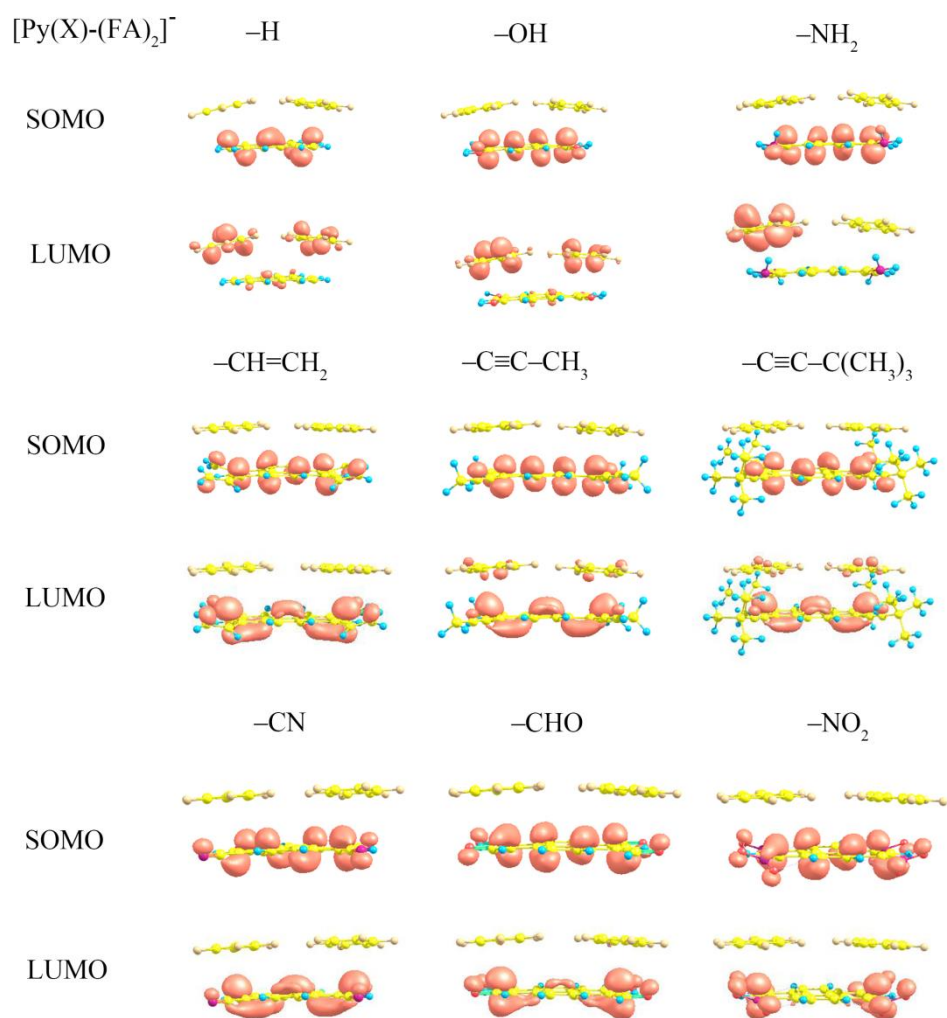 [Py(X)-(FA)₂]⁻ –H –OH –NH₂
SOMO
LUMO
–CH=CH₂ –C≡C–CH₃ –C≡C–C(CH₃)₃
SOMO
LUMO
–CN –CHO –NO₂
SOMO
LUMO